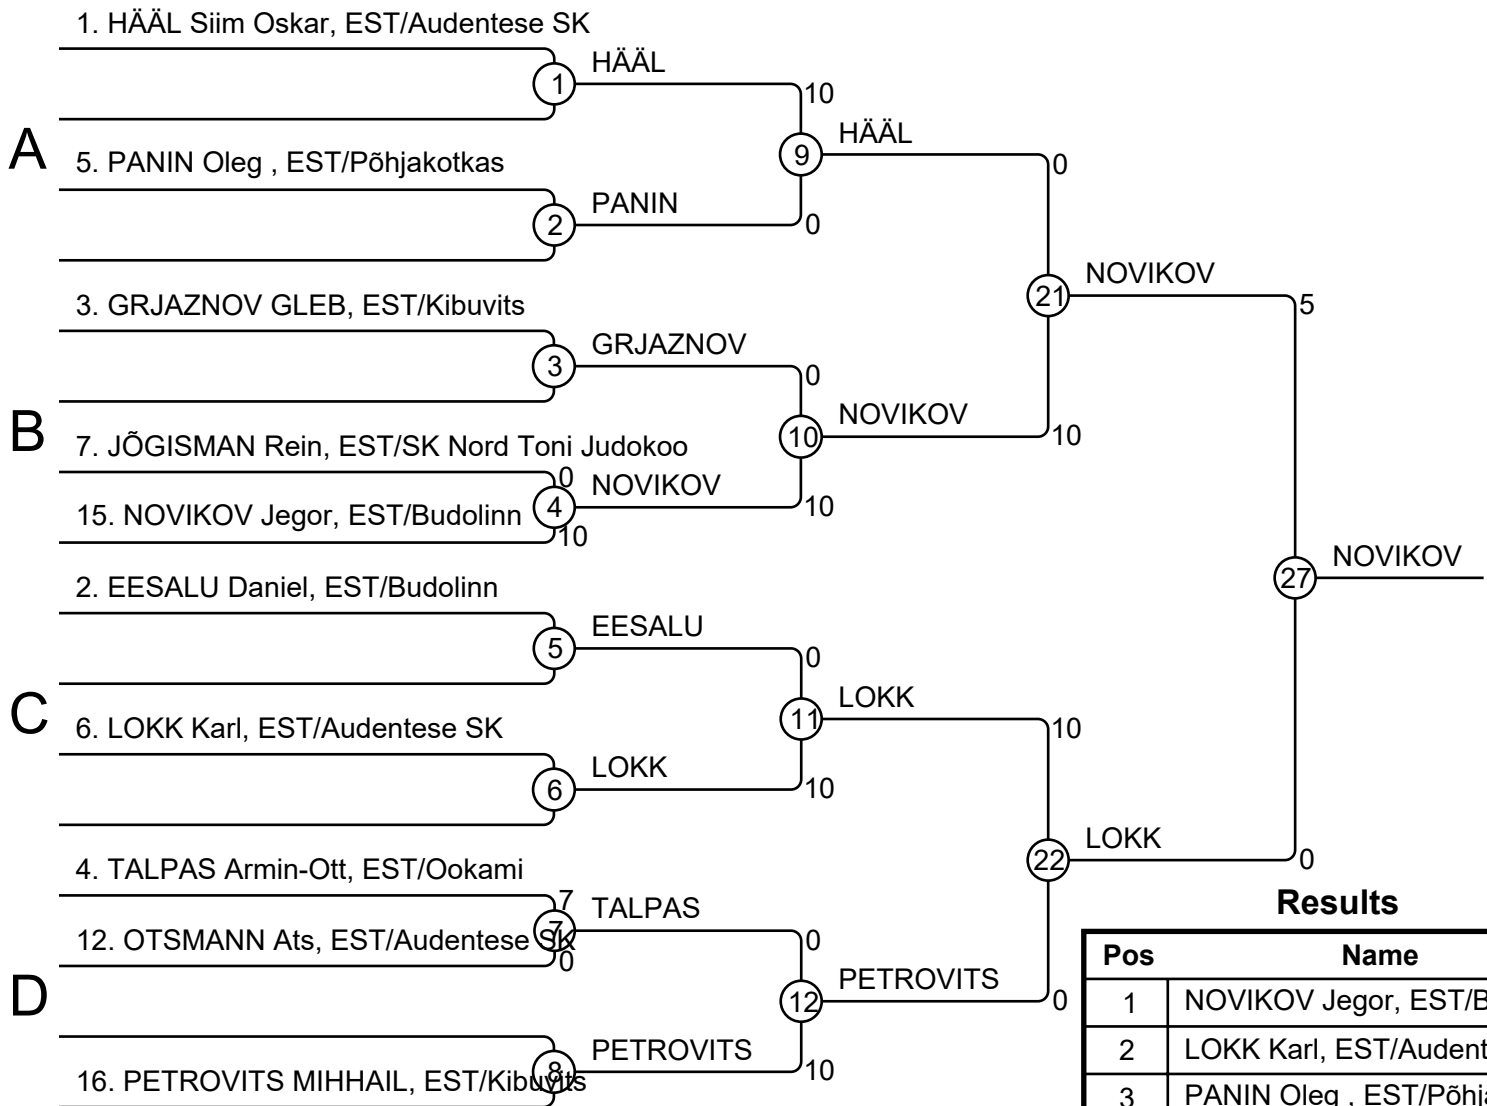 1. HÄÄL Siim Oskar, EST/Audentese SK
1
HÄÄL
10
A
5. PANIN Oleg , EST/Põhjakotkas
2
PANIN
0
9
HÄÄL
0
3. GRJAZNOV GLEB, EST/Kibuvits
3
GRJAZNOV
0
B
7. JÕGISMAN Rein, EST/SK Nord Toni Judokoo
0
15. NOVIKOV Jegor, EST/Budolinn
10
4
NOVIKOV
10
10
NOVIKOV
10
21
NOVIKOV
5
2. EESALU Daniel, EST/Budolinn
5
EESALU
0
C
6. LOKK Karl, EST/Audentese SK
6
LOKK
10
11
LOKK
10
4. TALPAS Armin-Ott, EST/Ookami
7
12. OTSMANN Ats, EST/Audentese SK
0
7
TALPAS
0
D
16. PETROVITS MIHHAIL, EST/Kibuvits
8
PETROVITS
10
12
PETROVITS
0
22
LOKK
0
27
NOVIKOV
Results
Pos Name
1 NOVIKOV Jegor, EST/B
2 LOKK Karl, EST/Audent
3 PANIN Oleg , EST/Põhja